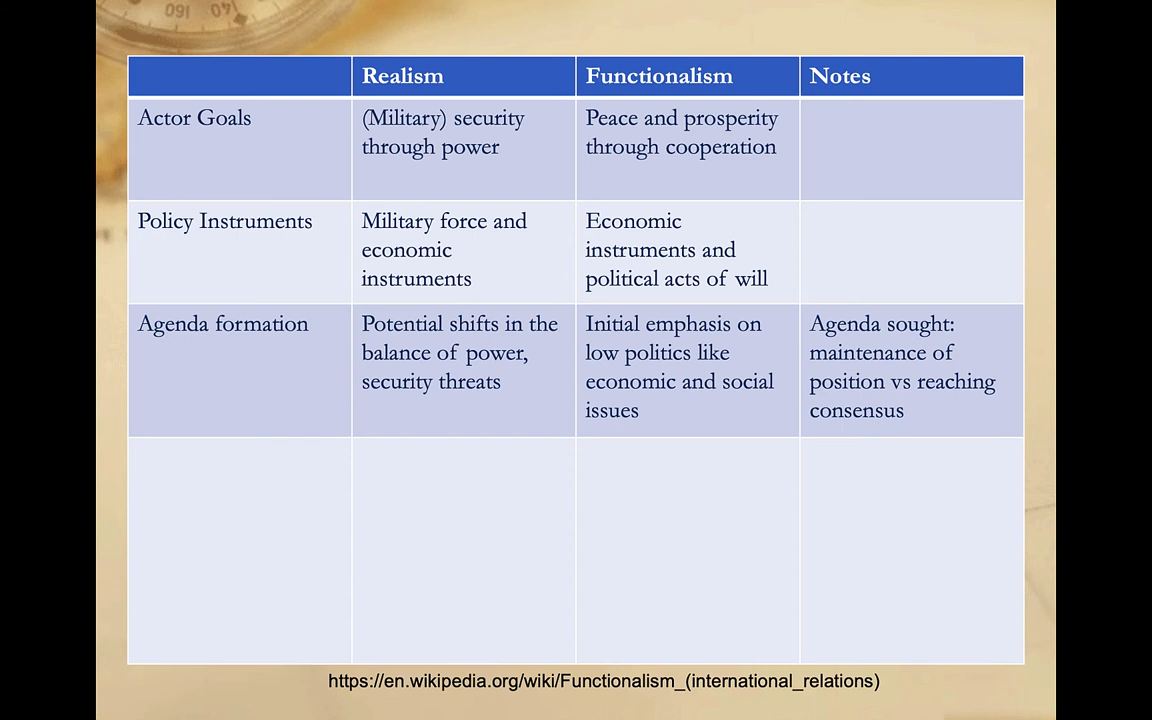 Realism
Functionalism
Notes
Actor Goals
(Military) security
through power
Peace and prosperity
through cooperation
Policy Instruments
Military force and
economic
instruments
Economic
instruments and
political acts of will
Agenda formation
Potential shifts in the
balance of power,
security threats
Initial emphasis on
low politics like
economic and social
issues
Agenda sought:
maintenance of
position vs reaching
consensus
https://en.wikipedia.org/wiki/Functionalism_(international_relations)